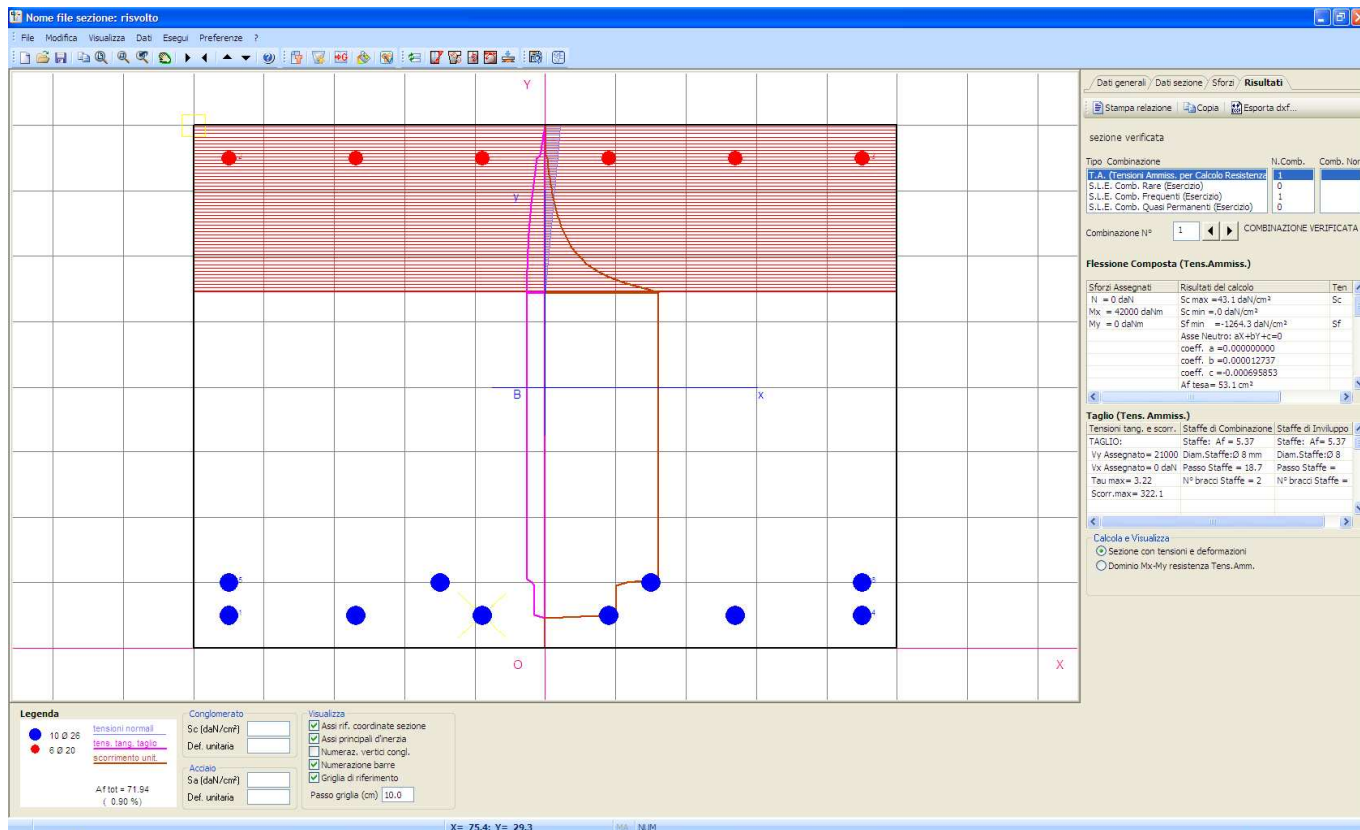 Nome file sezione: risvolto
File Modifica Visualizza Dati Esegui Preferenze ?
Y
y
B
x
O
X
Dati generali Dati sezione Sforzi Risultati
Stampa relazione Copia Esporta dxf...
sezione verificata
Tipo Combinazione N.Comb. Comb. Non
T.A. (Tensioni Ammiss. per Calcolo Resistenza 1
S.L.E. Comb. Rare (Esercizio) 0
S.L.E. Comb. Frequenti (Esercizio) 1
S.L.E. Comb. Quasi Permanenti (Esercizio) 0
Combinazione N° 1 COMBINAZIONE VERIFICATA
Flessione Composta (Tens.Ammiss.)
Sforzi Assegnati Risultati del calcolo Ten
N = 0 daN Sc max =43.1 daN/cm² Sc
Mx = 42000 daNm Sc min =.0 daN/cm²
My = 0 daNm Sf min =-1264.3 daN/cm² Sf
Asse Neutro: aX+bY+c=0
coeff. a =0.000000000
coeff. b =0.000012737
coeff. c =-0.000695853
Af tesa= 53.1 cm²
Taglio (Tens. Ammiss.)
Tensioni tang. e scorr. Staffe di Combinazione Staffe di Inviluppo
TAGLIO: Staffe: Af = 5.37 Staffe: Af= 5.37
Vy Assegnato= 21000 Diam.Staffe:Ø 8 mm Diam.Staffe:Ø 8
Vx Assegnato= 0 daN Passo Staffe = 18.7 Passo Staffe =
Tau max= 3.22 N° bracci Staffe = 2 N° bracci Staffe =
Scorr.max= 322.1
Calcola e Visualizza
Sezione con tensioni e deformazioni
Dominio Mx-My resistenza Tens.Amm.
Legenda
10 Ø 26 tensioni normali
6 Ø 20 tens. tang. taglio
scorrimento unit.
Af tot = 71.94
( 0.90 %)
Conglomerato
Sc (daN/cm²)
Def. unitaria
Acciaio
Sa (daN/cm²)
Def. unitaria
Visualizza
Assi rif. coordinate sezione
Assi principali d'inerzia
Numeraz. vertici congl.
Numerazione barre
Griglia di riferimento
Passo griglia (cm) 10.0
X= 75.4; Y= 29.3 MA NUM